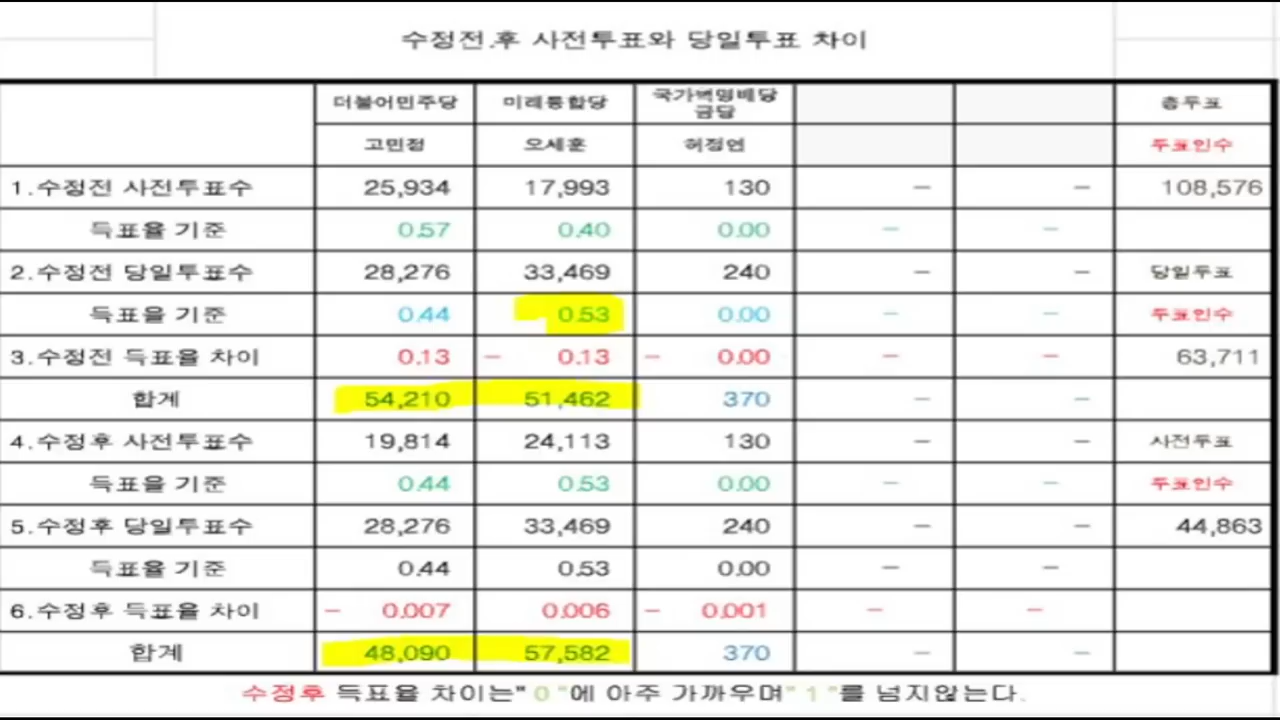 수정전.후 사전투표와 당일투표 차이
더불어민주당 미래통합당 국가벽명배당 총투표
금당
고민정 오세훈 허정연 투표인수
1.수정전 사전투표수 25,934 17,993 130 - - 108,576
득표율 기준 0.57 0.40 0.00 - -
2.수정전 당일투표수 28,276 33,469 240 - - 당일투표
득표율 기준 0.44 0.53 0.00 - - 투표인수
3.수정전 득표율 차이 0.13 - 0.13 - 0.00 - - 63,711
합계 54,210 51,462 370 - -
4.수정후 사전투표수 19,814 24,113 130 - - 사전투표
득표율 기준 0.44 0.53 0.00 - - 투표인수
5.수정후 당일투표수 28,276 33,469 240 - - 44,863
득표율 기준 0.44 0.53 0.00 - -
6.수정후 득표율 차이 - 0.007 0.006 - 0.001 - -
합계 48,090 57,582 370 - -
수정후 득표율 차이는" 0 "에 아주 가까우며" 1 "를 넘지않는다.